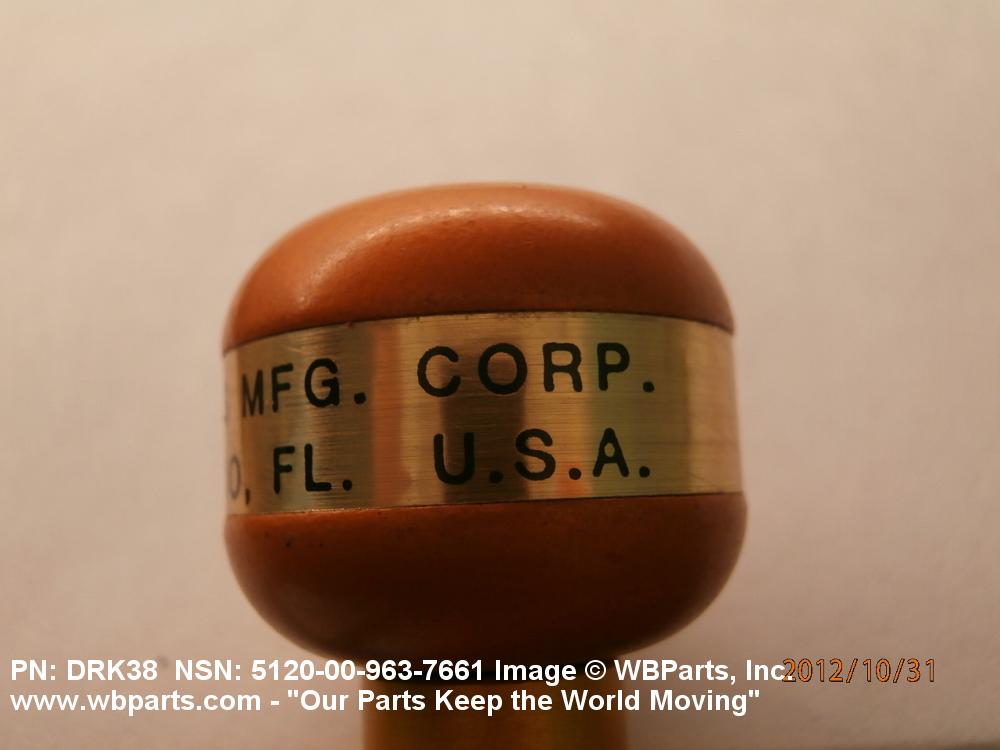 MFG. CORP.
O, FL. U.S.A.
PN: DRK38 NSN: 5120-00-963-7661 Image © WBParts, Inc.
2012/10/31
www.wbparts.com - "Our Parts Keep the World Moving"